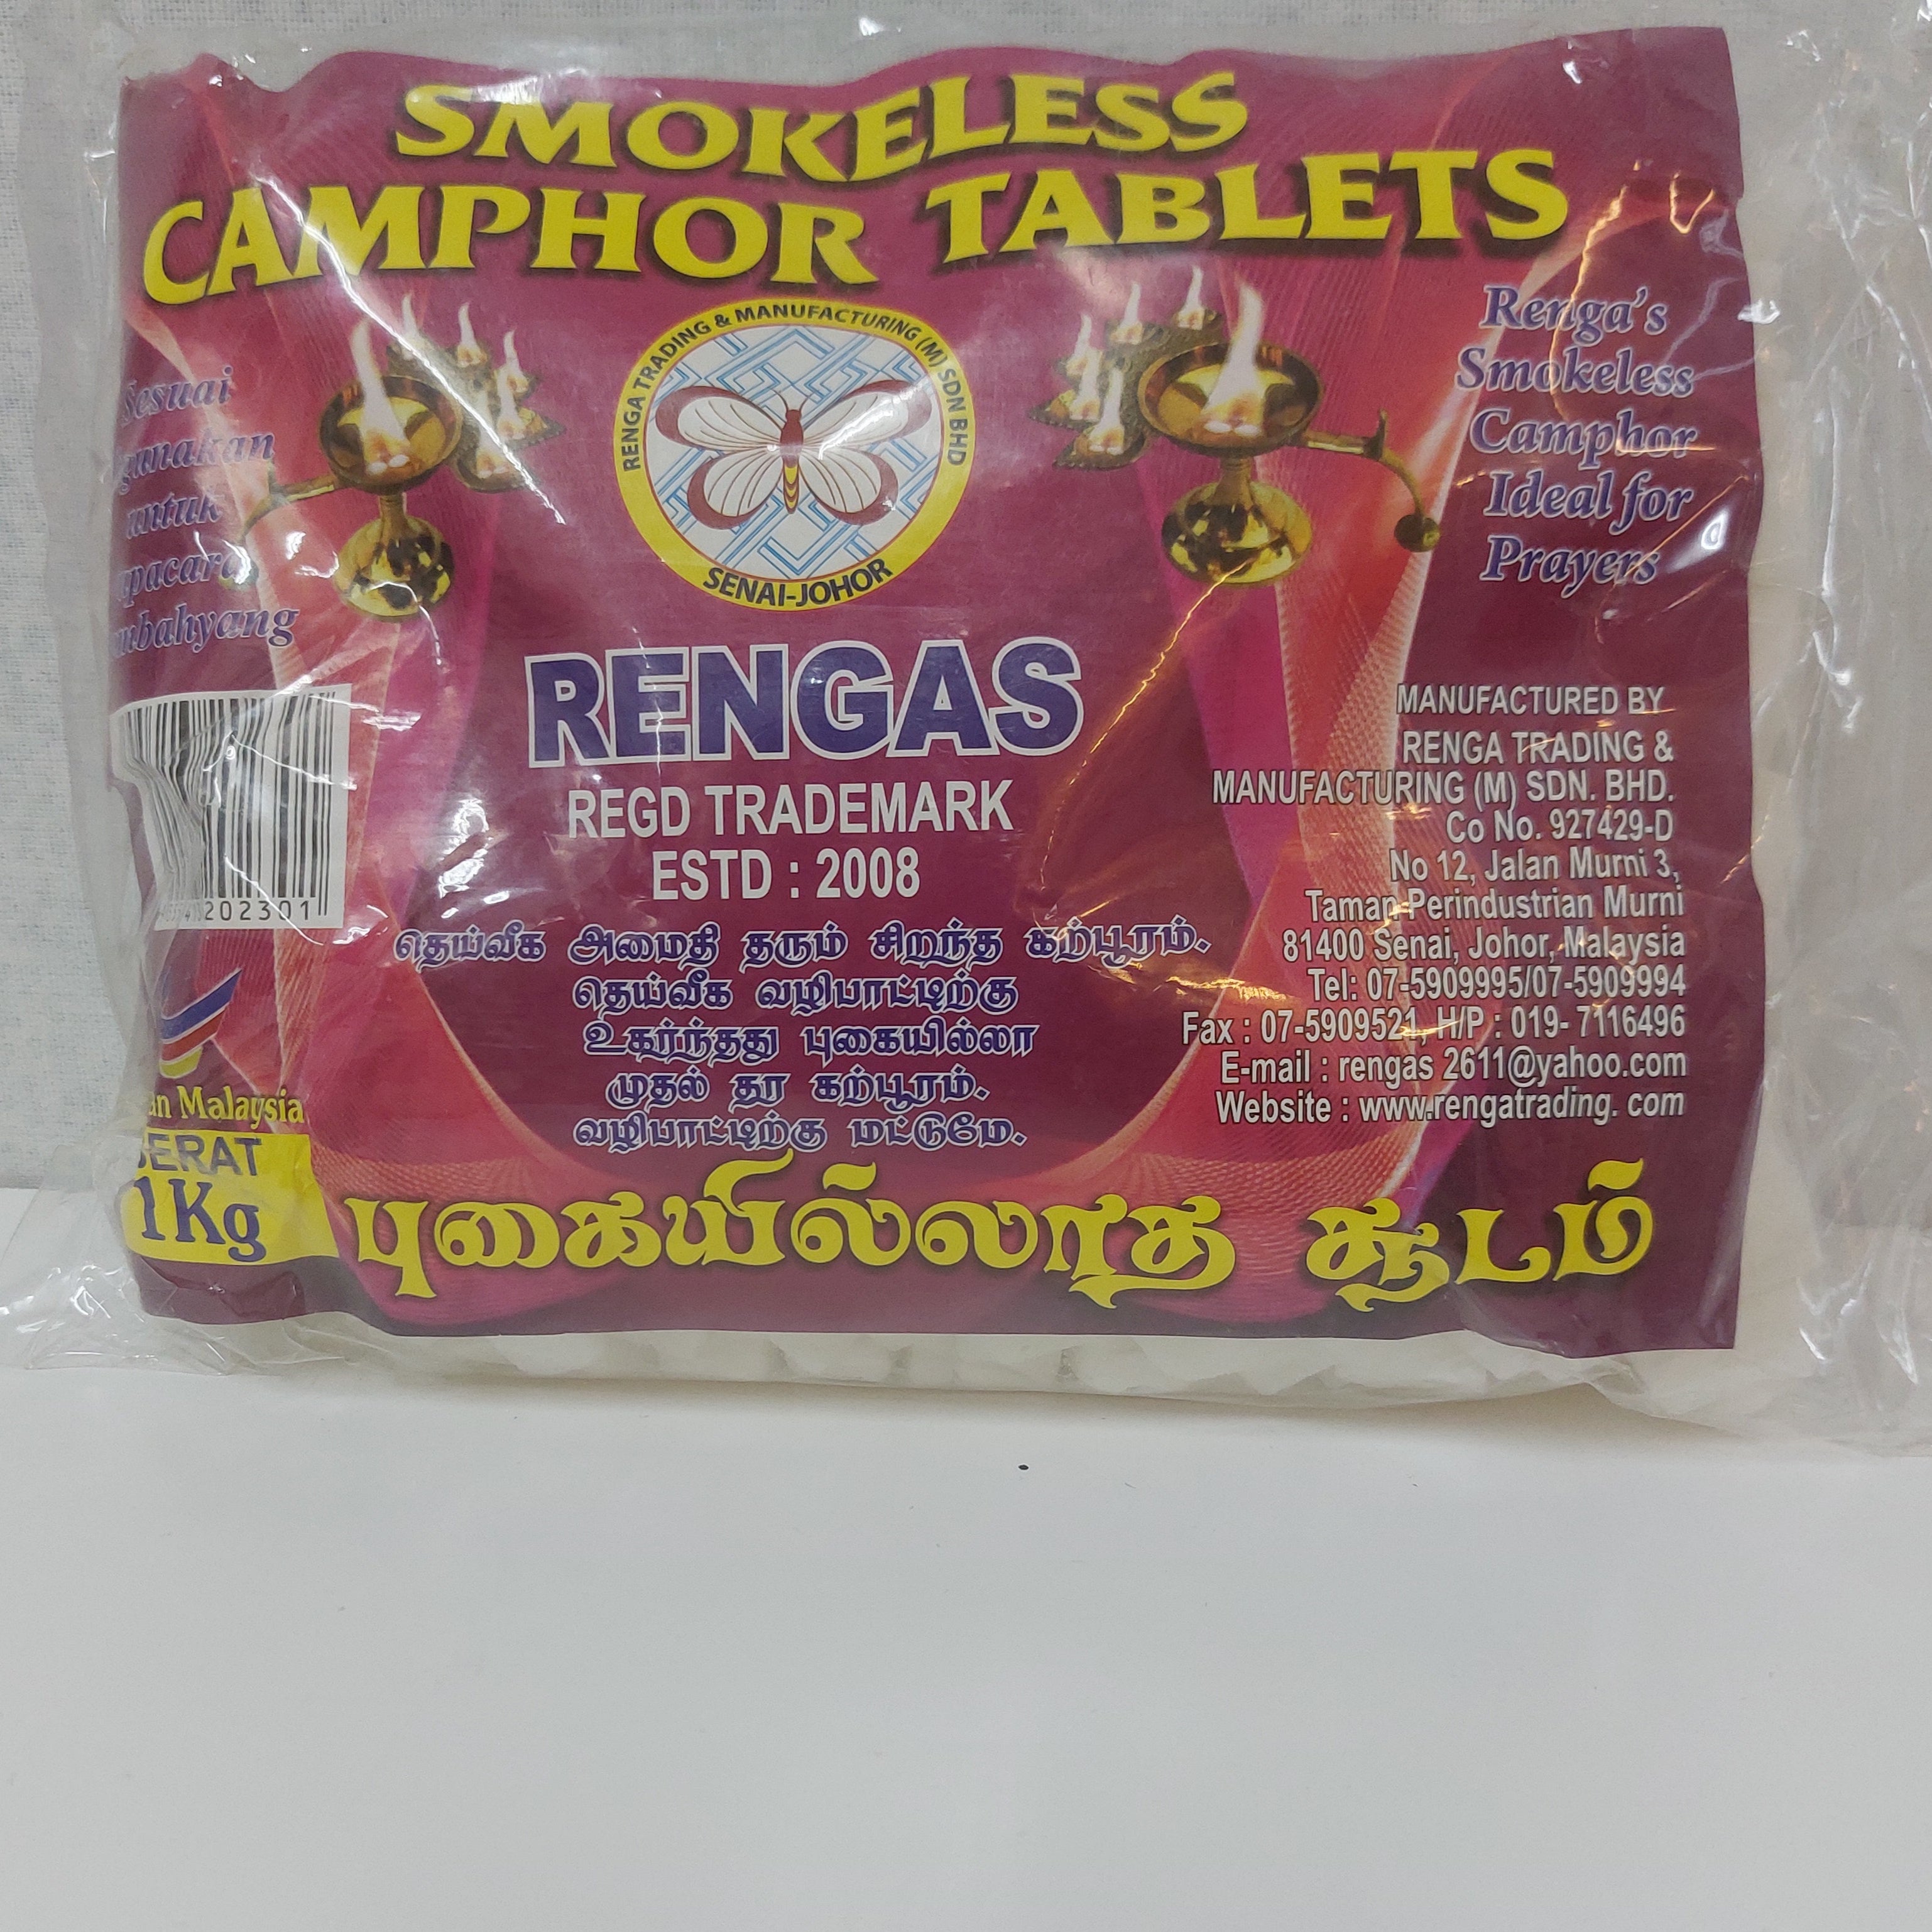 SMOKELESS
CAMPHOR TABLETS
RENGA TRADING & MANUFACTURING (M) SDN BHD
SENAI-JOHOR
Renga's
Smokeless
Camphor
Ideal for
Prayers
Sesuai
gunakan
untuk
upacara
RENGAS
REGD TRADEMARK
ESTD : 2008
MANUFACTURED BY
RENGA TRADING &
MANUFACTURING (M) SDN. BHD.
Co No. 927429-D
No 12, Jalan Murni 3,
Taman Perindustrian Murni
81400 Senai, Johor, Malaysia
Tel: 07-5909995/07-5909994
Fax : 07-5909521, H/P : 019- 7116496
E-mail : rengas 2611@yahoo.com
Website : www.rengatrading. com
202301
தெய்வீக அமைதி தரும் சிறந்த கற்பூரம்.
தெய்வீக வழிபாட்டிற்கு
உகர்ந்தது புகையில்லா
முதல் தர கற்பூரம்.
வழிபாட்டிற்கு மட்டுமே.
Malaysia
BERAT
1Kg
புகையில்லாத சூடம்